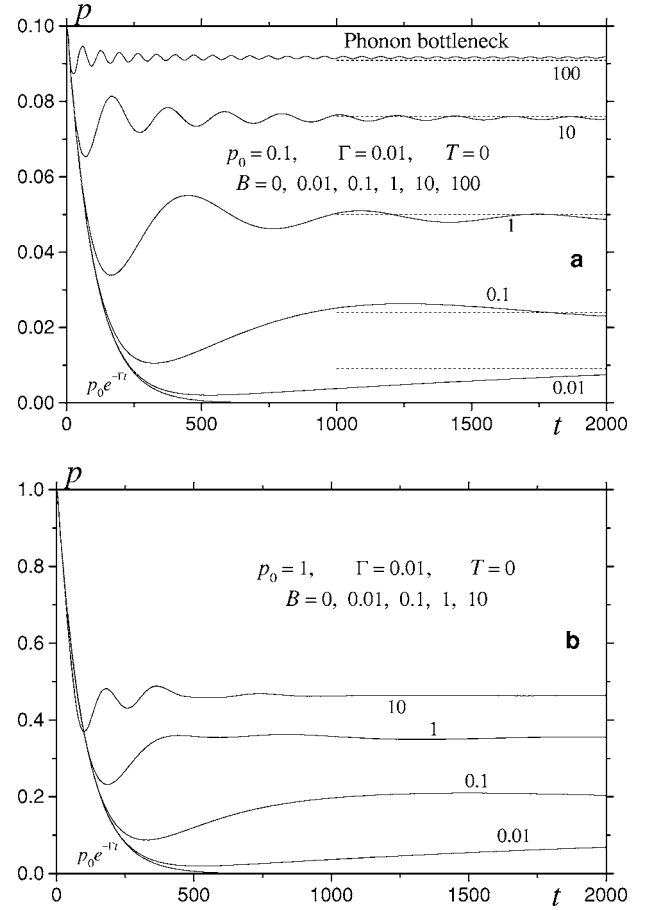 p
0.10
Phonon bottleneck
100
0.08
10
p₀ = 0.1, Γ = 0.01, T = 0
0.06
B = 0, 0.01, 0.1, 1, 10, 100
1
0.04
a
0.1
0.02
p₀e^−Γt
0.01
0.00
0 500 1000 1500 t 2000
p
1.0
p₀ = 1, Γ = 0.01, T = 0
0.8
B = 0, 0.01, 0.1, 1, 10
b
0.6
10
0.4
1
0.1
0.2
0.01
p₀e^−Γt
0.0
0 500 1000 1500 t 2000